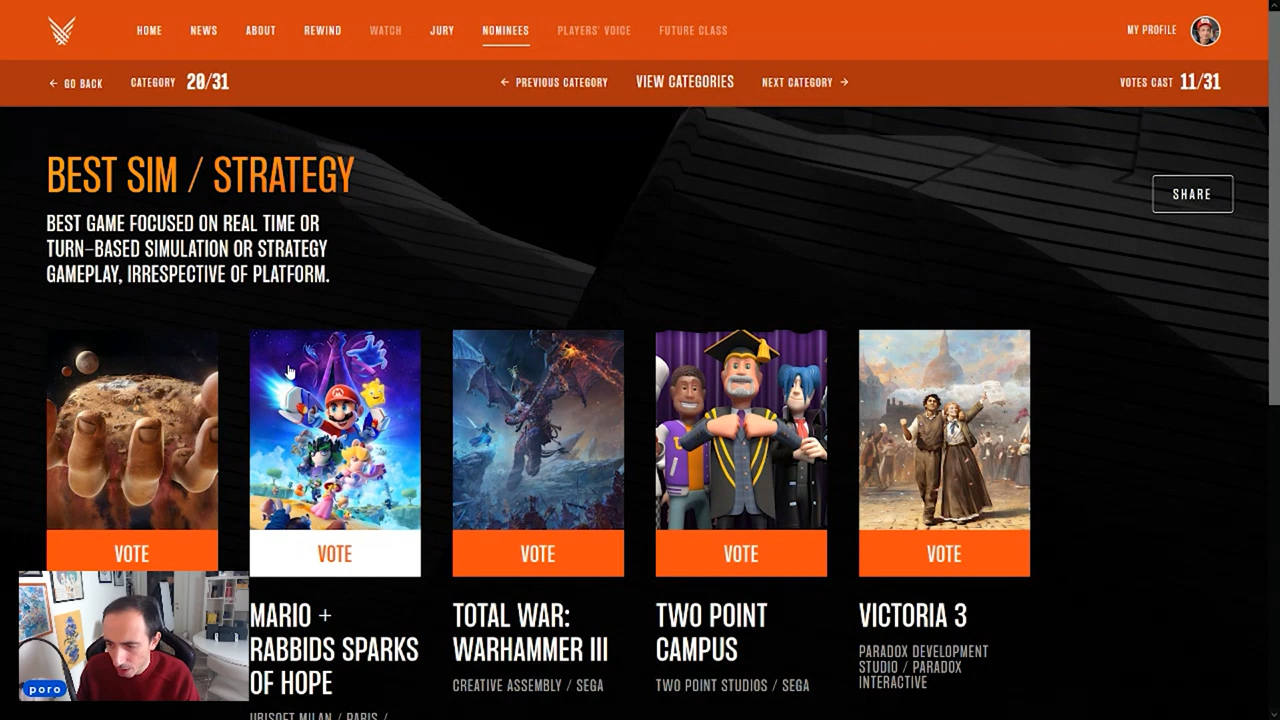 HOME NEWS ABOUT REWIND WATCH JURY NOMINEES PLAYERS' VOICE FUTURE CLASS MY PROFILE
← GO BACK CATEGORY 20/31 ← PREVIOUS CATEGORY VIEW CATEGORIES NEXT CATEGORY → VOTES CAST 11/31
BEST SIM / STRATEGY
SHARE
BEST GAME FOCUSED ON REAL TIME OR
TURN-BASED SIMULATION OR STRATEGY
GAMEPLAY, IRRESPECTIVE OF PLATFORM.
VOTE VOTE VOTE VOTE VOTE
MARIO +
RABBIDS SPARKS
OF HOPE
UBISOFT MILAN / PARIS /
TOTAL WAR:
WARHAMMER III
CREATIVE ASSEMBLY / SEGA
TWO POINT
CAMPUS
TWO POINT STUDIOS / SEGA
VICTORIA 3
PARADOX DEVELOPMENT
STUDIO / PARADOX
INTERACTIVE
poro